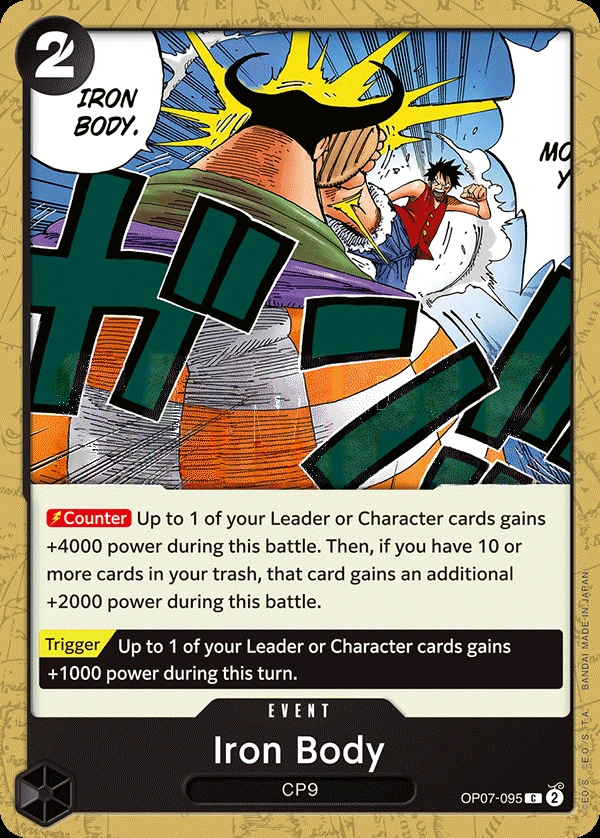 2
IRON
BODY.
MO
Y
ガン!!
Counter Up to 1 of your Leader or Character cards gains
+4000 power during this battle. Then, if you have 10 or
more cards in your trash, that card gains an additional
+2000 power during this battle.
Trigger Up to 1 of your Leader or Character cards gains
+1000 power during this turn.
EVENT
Iron Body
CP9
OP07-095 C 2
©E.O.S. ©E.O.S.,T.A. BANDAI MADE IN JAPAN